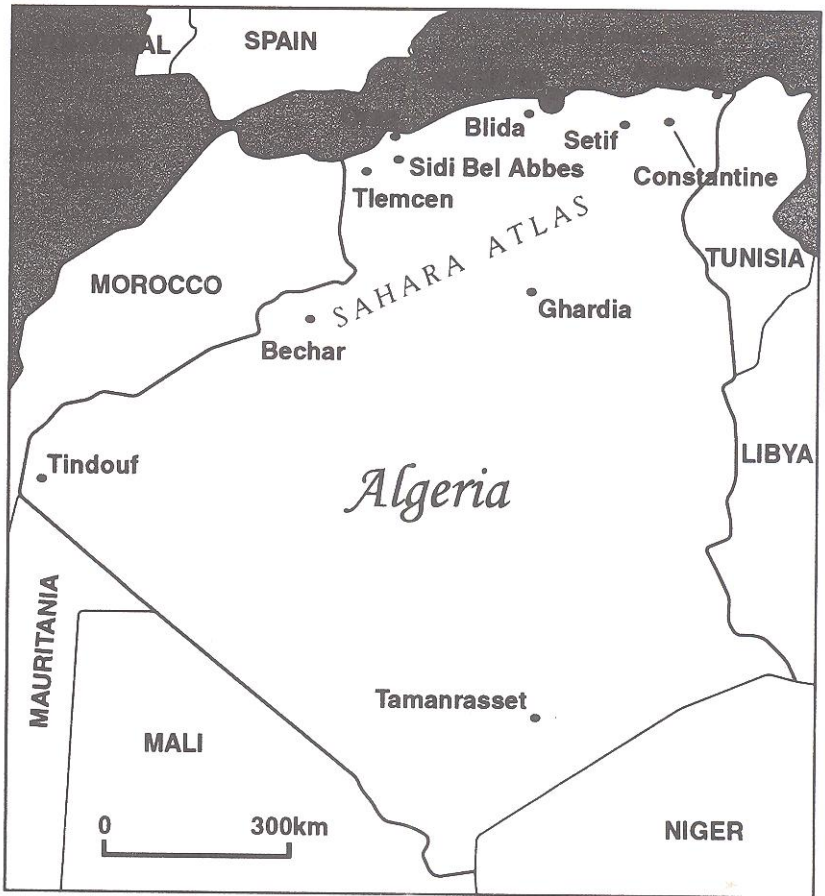 SPAIN
Blida
Setif
Sidi Bel Abbes
Constantine
Tlemcen
SAHARA ATLAS
TUNISIA
MOROCCO
Ghardia
Bechar
Tindouf
LIBYA
Algeria
MAURITANIA
Tamanrasset
MALI
0 300km
NIGER